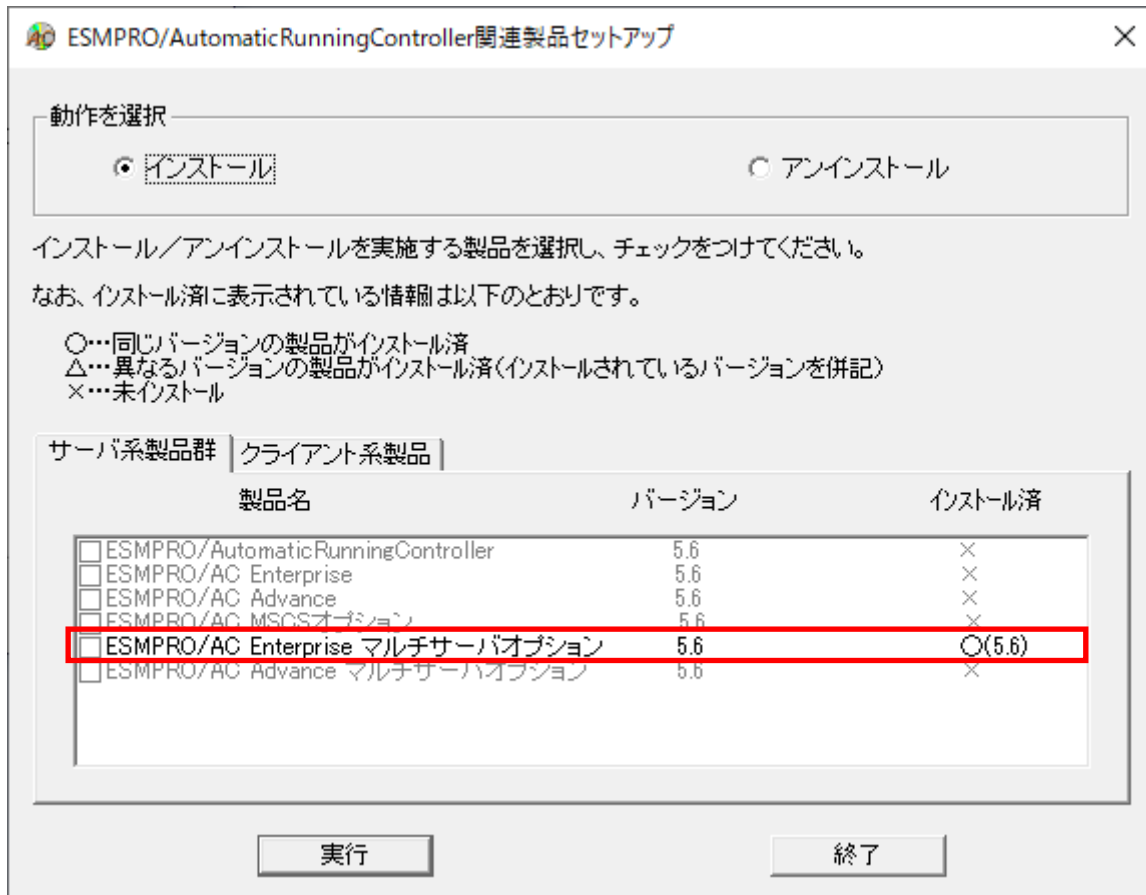 ESMPRO/AutomaticRunningController関連製品セットアップ
動作を選択
インストール アンインストール
インストール／アンインストールを実施する製品を選択し、チェックをつけてください。
なお、インストール済に表示されている情報は以下のとおりです。
○…同じバージョンの製品がインストール済
△…異なるバージョンの製品がインストール済(インストールされているバージョンを併記)
×…未インストール
サーバ系製品群 クライアント系製品
製品名 バージョン インストール済
ESMPRO/AutomaticRunningController 5.6 ×
ESMPRO/AC Enterprise 5.6 ×
ESMPRO/AC Advance 5.6 ×
ESMPRO/AC MSCSオプション 5.6 ×
ESMPRO/AC Enterprise マルチサーバオプション 5.6 ○(5.6)
ESMPRO/AC Advance マルチサーバオプション 5.6 ×
実行 終了